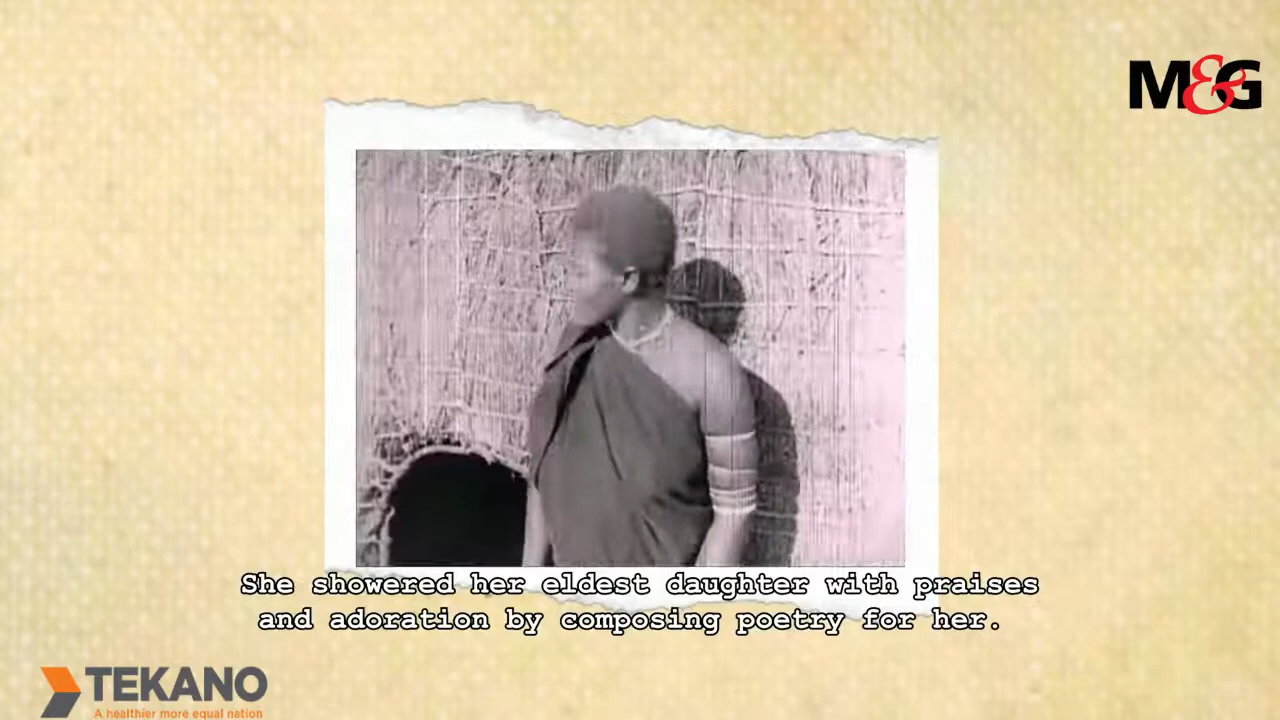 M&G
She showered her eldest daughter with praises
and adoration by composing poetry for her.
TEKANO
A healthier more equal nation